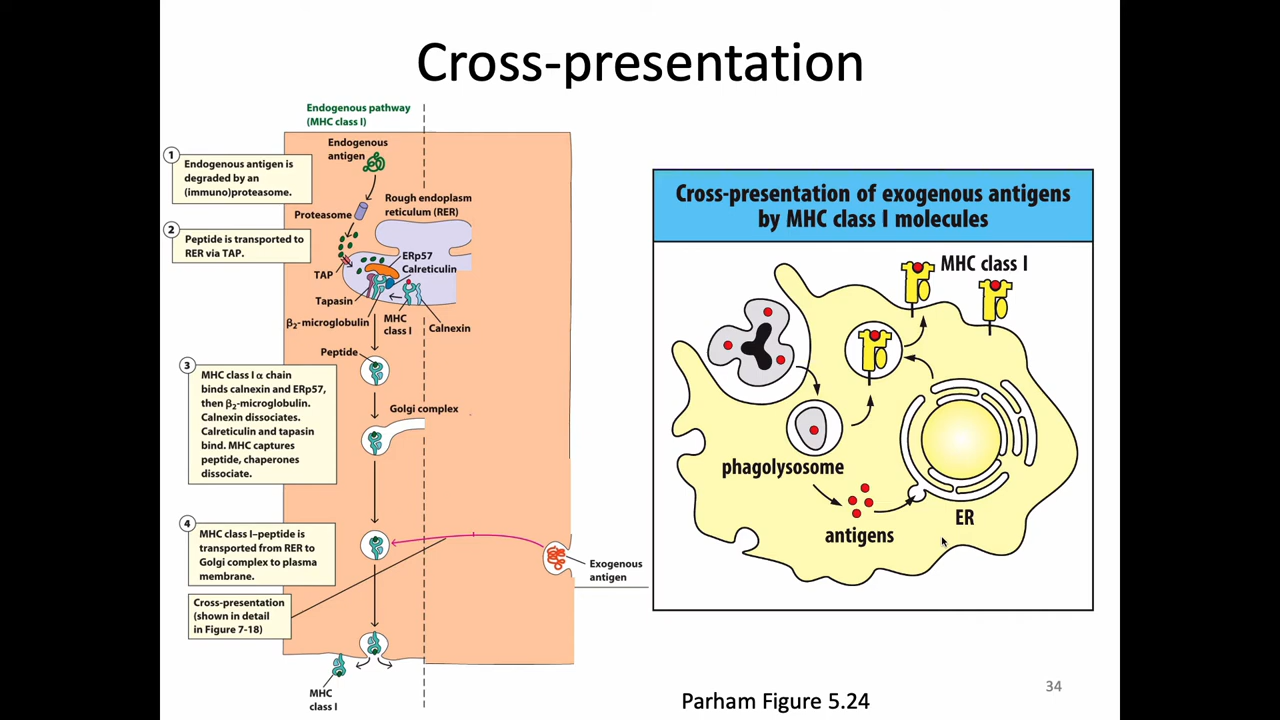 Cross-presentation
Endogenous pathway
(MHC class I)
Endogenous
antigen
1
Endogenous antigen is
degraded by an
(immuno)proteasome.
Rough endoplasm
reticulum (RER)
Proteasome
2
Peptide is transported to
RER via TAP.
ERp57
Calreticulin
TAP
Tapasin
β2-microglobulin
MHC
class I
Calnexin
Peptide
3
MHC class I α chain
binds calnexin and ERp57,
then β2-microglobulin.
Calnexin dissociates.
Calreticulin and tapasin
bind. MHC captures
peptide, chaperones
dissociate.
Golgi complex
4
MHC class I–peptide is
transported from RER to
Golgi complex to plasma
membrane.
Exogenous
antigen
Cross-presentation
(shown in detail
in Figure 7-18)
MHC
class I
Cross-presentation of exogenous antigens
by MHC class I molecules
MHC class I
phagolysosome
antigens
ER
Parham Figure 5.24
34